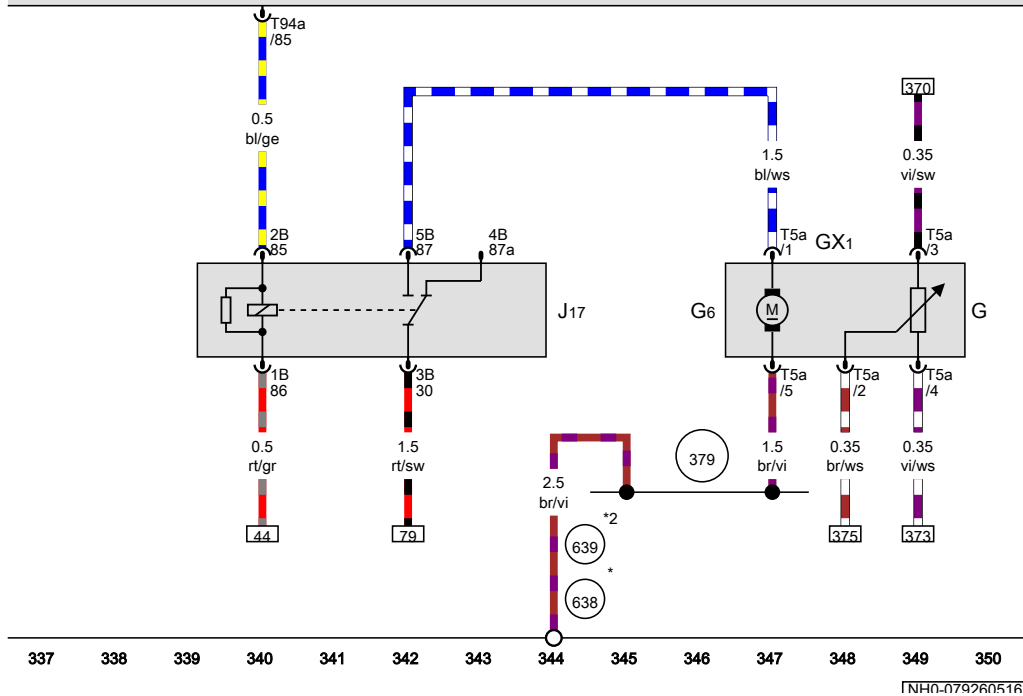 T94a
/85
370
0.5
bl/ge
1.5
bl/ws
0.35
vi/sw
2B
85
5B
87
4B
87a
T5a
/1
GX1
T5a
/3
J17
G6
M
G
1B
86
3B
30
T5a
/5
T5a
/2
T5a
/4
0.5
rt/gr
1.5
rt/sw
2.5
br/vi
379
1.5
br/vi
0.35
br/ws
0.35
vi/ws
44
79
*2
639
*
638
375
373
337 338 339 340 341 342 343 344 345 346 347 348 349 350
NH0-079260516